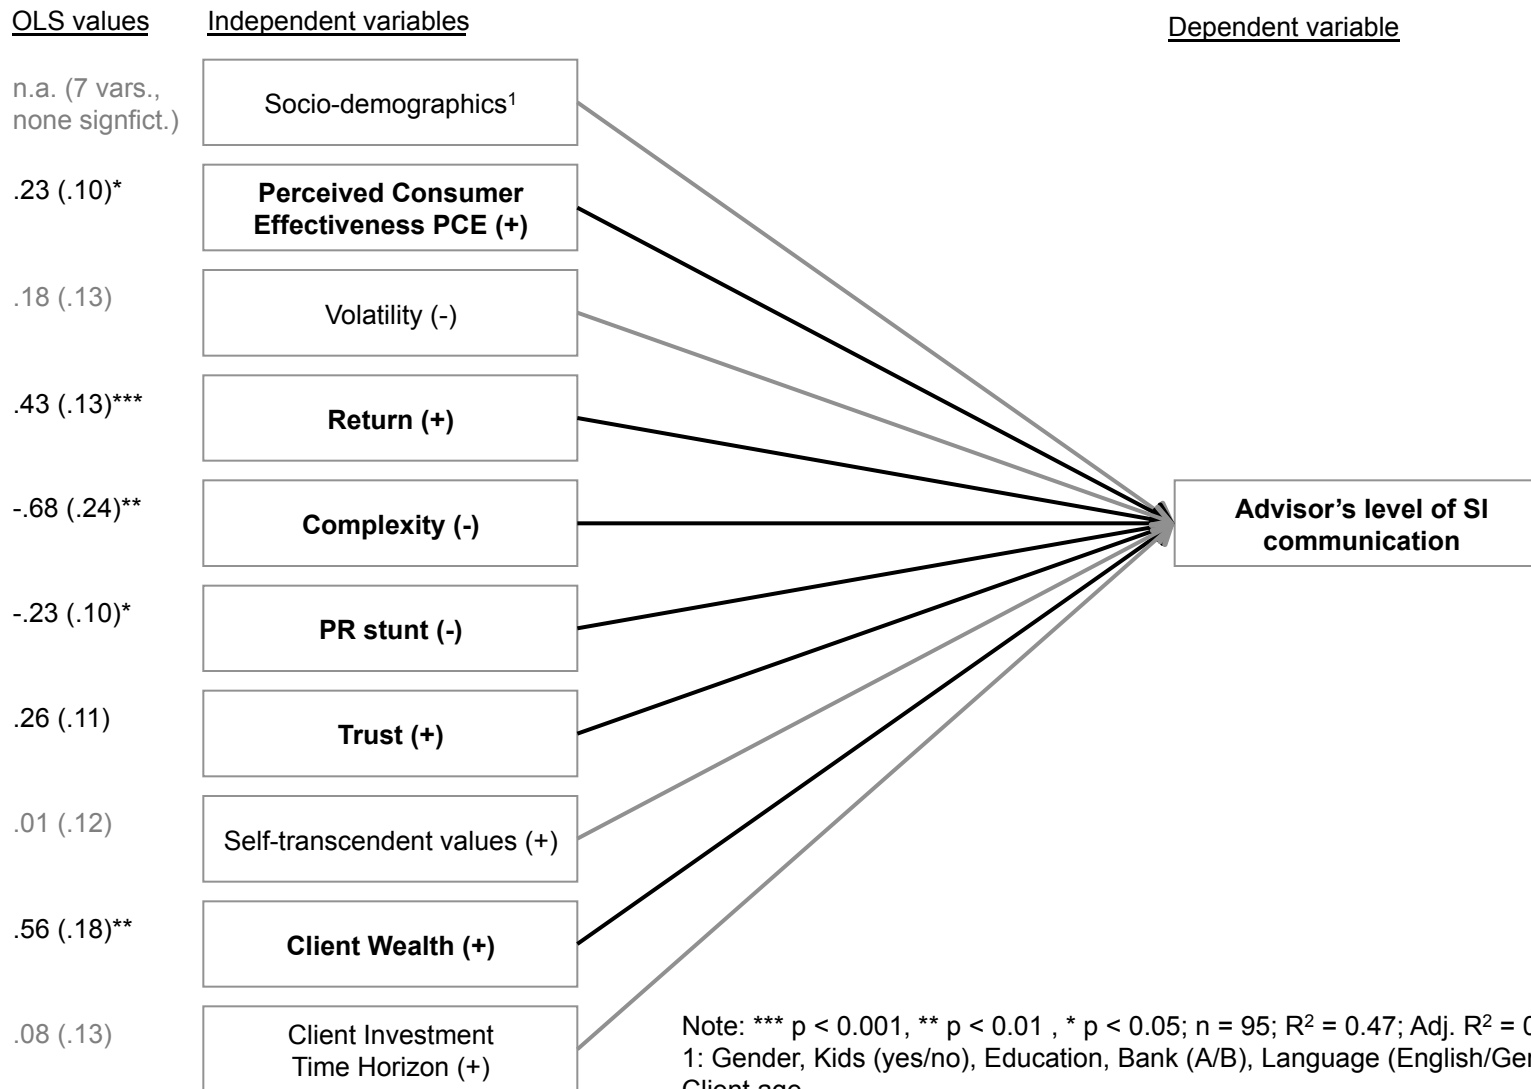 OLS values
Independent variables
Dependent variable
n.a. (7 vars.,
none signfict.)
Socio-demographics¹
.23 (.10)*
Perceived Consumer
Effectiveness PCE (+)
.18 (.13)
Volatility (-)
.43 (.13)***
Return (+)
-.68 (.24)**
Complexity (-)
Advisor's level of SI
communication
-.23 (.10)*
PR stunt (-)
.26 (.11)
Trust (+)
.01 (.12)
Self-transcendent values (+)
.56 (.18)**
Client Wealth (+)
.08 (.13)
Client Investment
Time Horizon (+)
Note: *** p < 0.001, ** p < 0.01 , * p < 0.05; n = 95; R² = 0.47; Adj. R² =
1: Gender, Kids (yes/no), Education, Bank (A/B), Language (English/
Client age